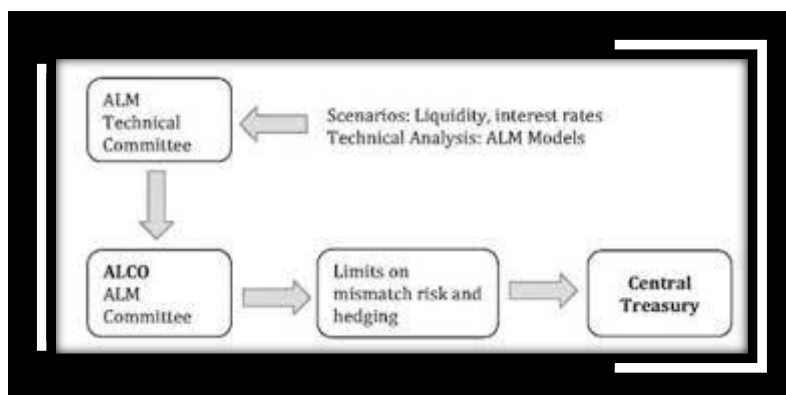 ALM
Technical
Committee
Scenarios: Liquidity, interest rates
Technical Analysis: ALM Models
ALCO
ALM
Committee
Limits on
mismatch risk and
hedging
Central
Treasury